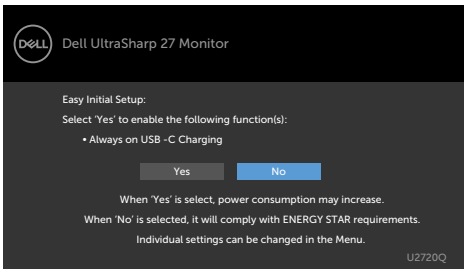 DELL
Dell UltraSharp 27 Monitor
Easy Initial Setup:
Select 'Yes' to enable the following function(s):
• Always on USB -C Charging
Yes No
When 'Yes' is select, power consumption may increase.
When 'No' is selected, it will comply with ENERGY STAR requirements.
Individual settings can be changed in the Menu.
U2720Q